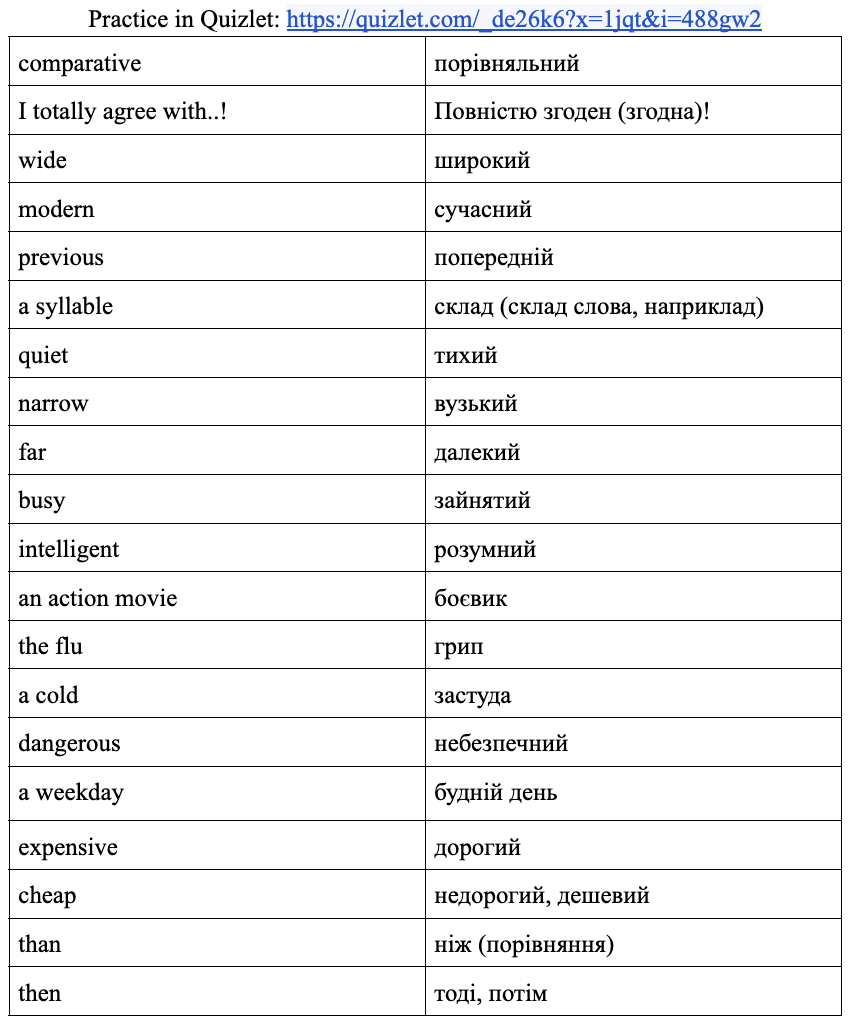 Practice in Quizlet: https://quizlet.com/_de26k6?x=1jqt&i=488gw2
comparative порівняльний
I totally agree with..! Повністю згоден (згодна)!
wide широкий
modern сучасний
previous попередній
a syllable склад (склад слова, наприклад)
quiet тихий
narrow вузький
far далекий
busy зайнятий
intelligent розумний
an action movie боєвик
the flu грип
a cold застуда
dangerous небезпечний
a weekday будній день
expensive дорогий
cheap недорогий, дешевий
than ніж (порівняння)
then тоді, потім